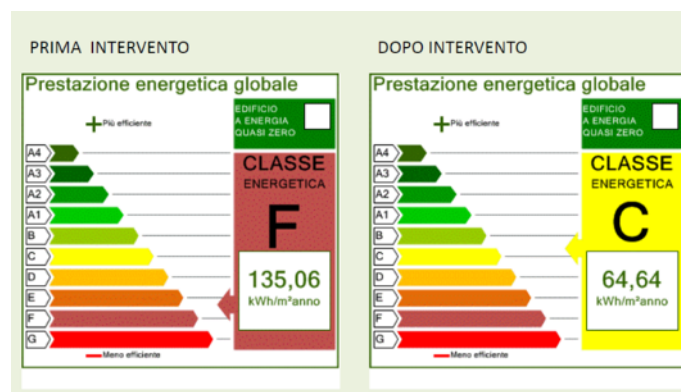 PRIMA INTERVENTO
Prestazione energetica globale
Più efficiente
EDIFICIO
A ENERGIA
QUASI ZERO
A4
A3
A2
A1
B
C
D
E
F
G
CLASSE
ENERGETICA
F
135,06
kWh/m²anno
Meno efficiente
DOPO INTERVENTO
Prestazione energetica globale
Più efficiente
EDIFICIO
A ENERGIA
QUASI ZERO
A4
A3
A2
A1
B
C
D
E
F
G
CLASSE
ENERGETICA
C
64,64
kWh/m²anno
Meno efficiente